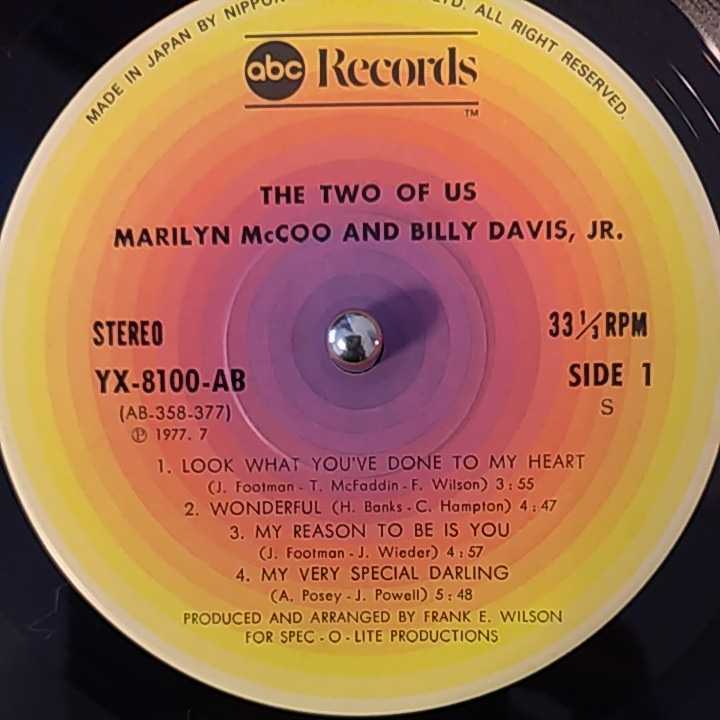 MADE IN JAPAN BY NIPPON TD. ALL RIGHT RESERVED.
abc Records
TM
THE TWO OF US
MARILYN McCOO AND BILLY DAVIS, JR.
STEREO
33 1/3 RPM
YX-8100-AB
SIDE 1
(AB-358-377)
S
Ⓟ 1977. 7
1. LOOK WHAT YOU'VE DONE TO MY HEART
(J. Footman - T. McFaddin - F. Wilson) 3 : 55
2. WONDERFUL (H. Banks - C. Hampton) 4 : 47
3. MY REASON TO BE IS YOU
(J. Footman - J. Wieder) 4 : 57
4. MY VERY SPECIAL DARLING
(A. Posey - J. Powell) 5 : 48
PRODUCED AND ARRANGED BY FRANK E. WILSON
FOR SPEC - O - LITE PRODUCTIONS